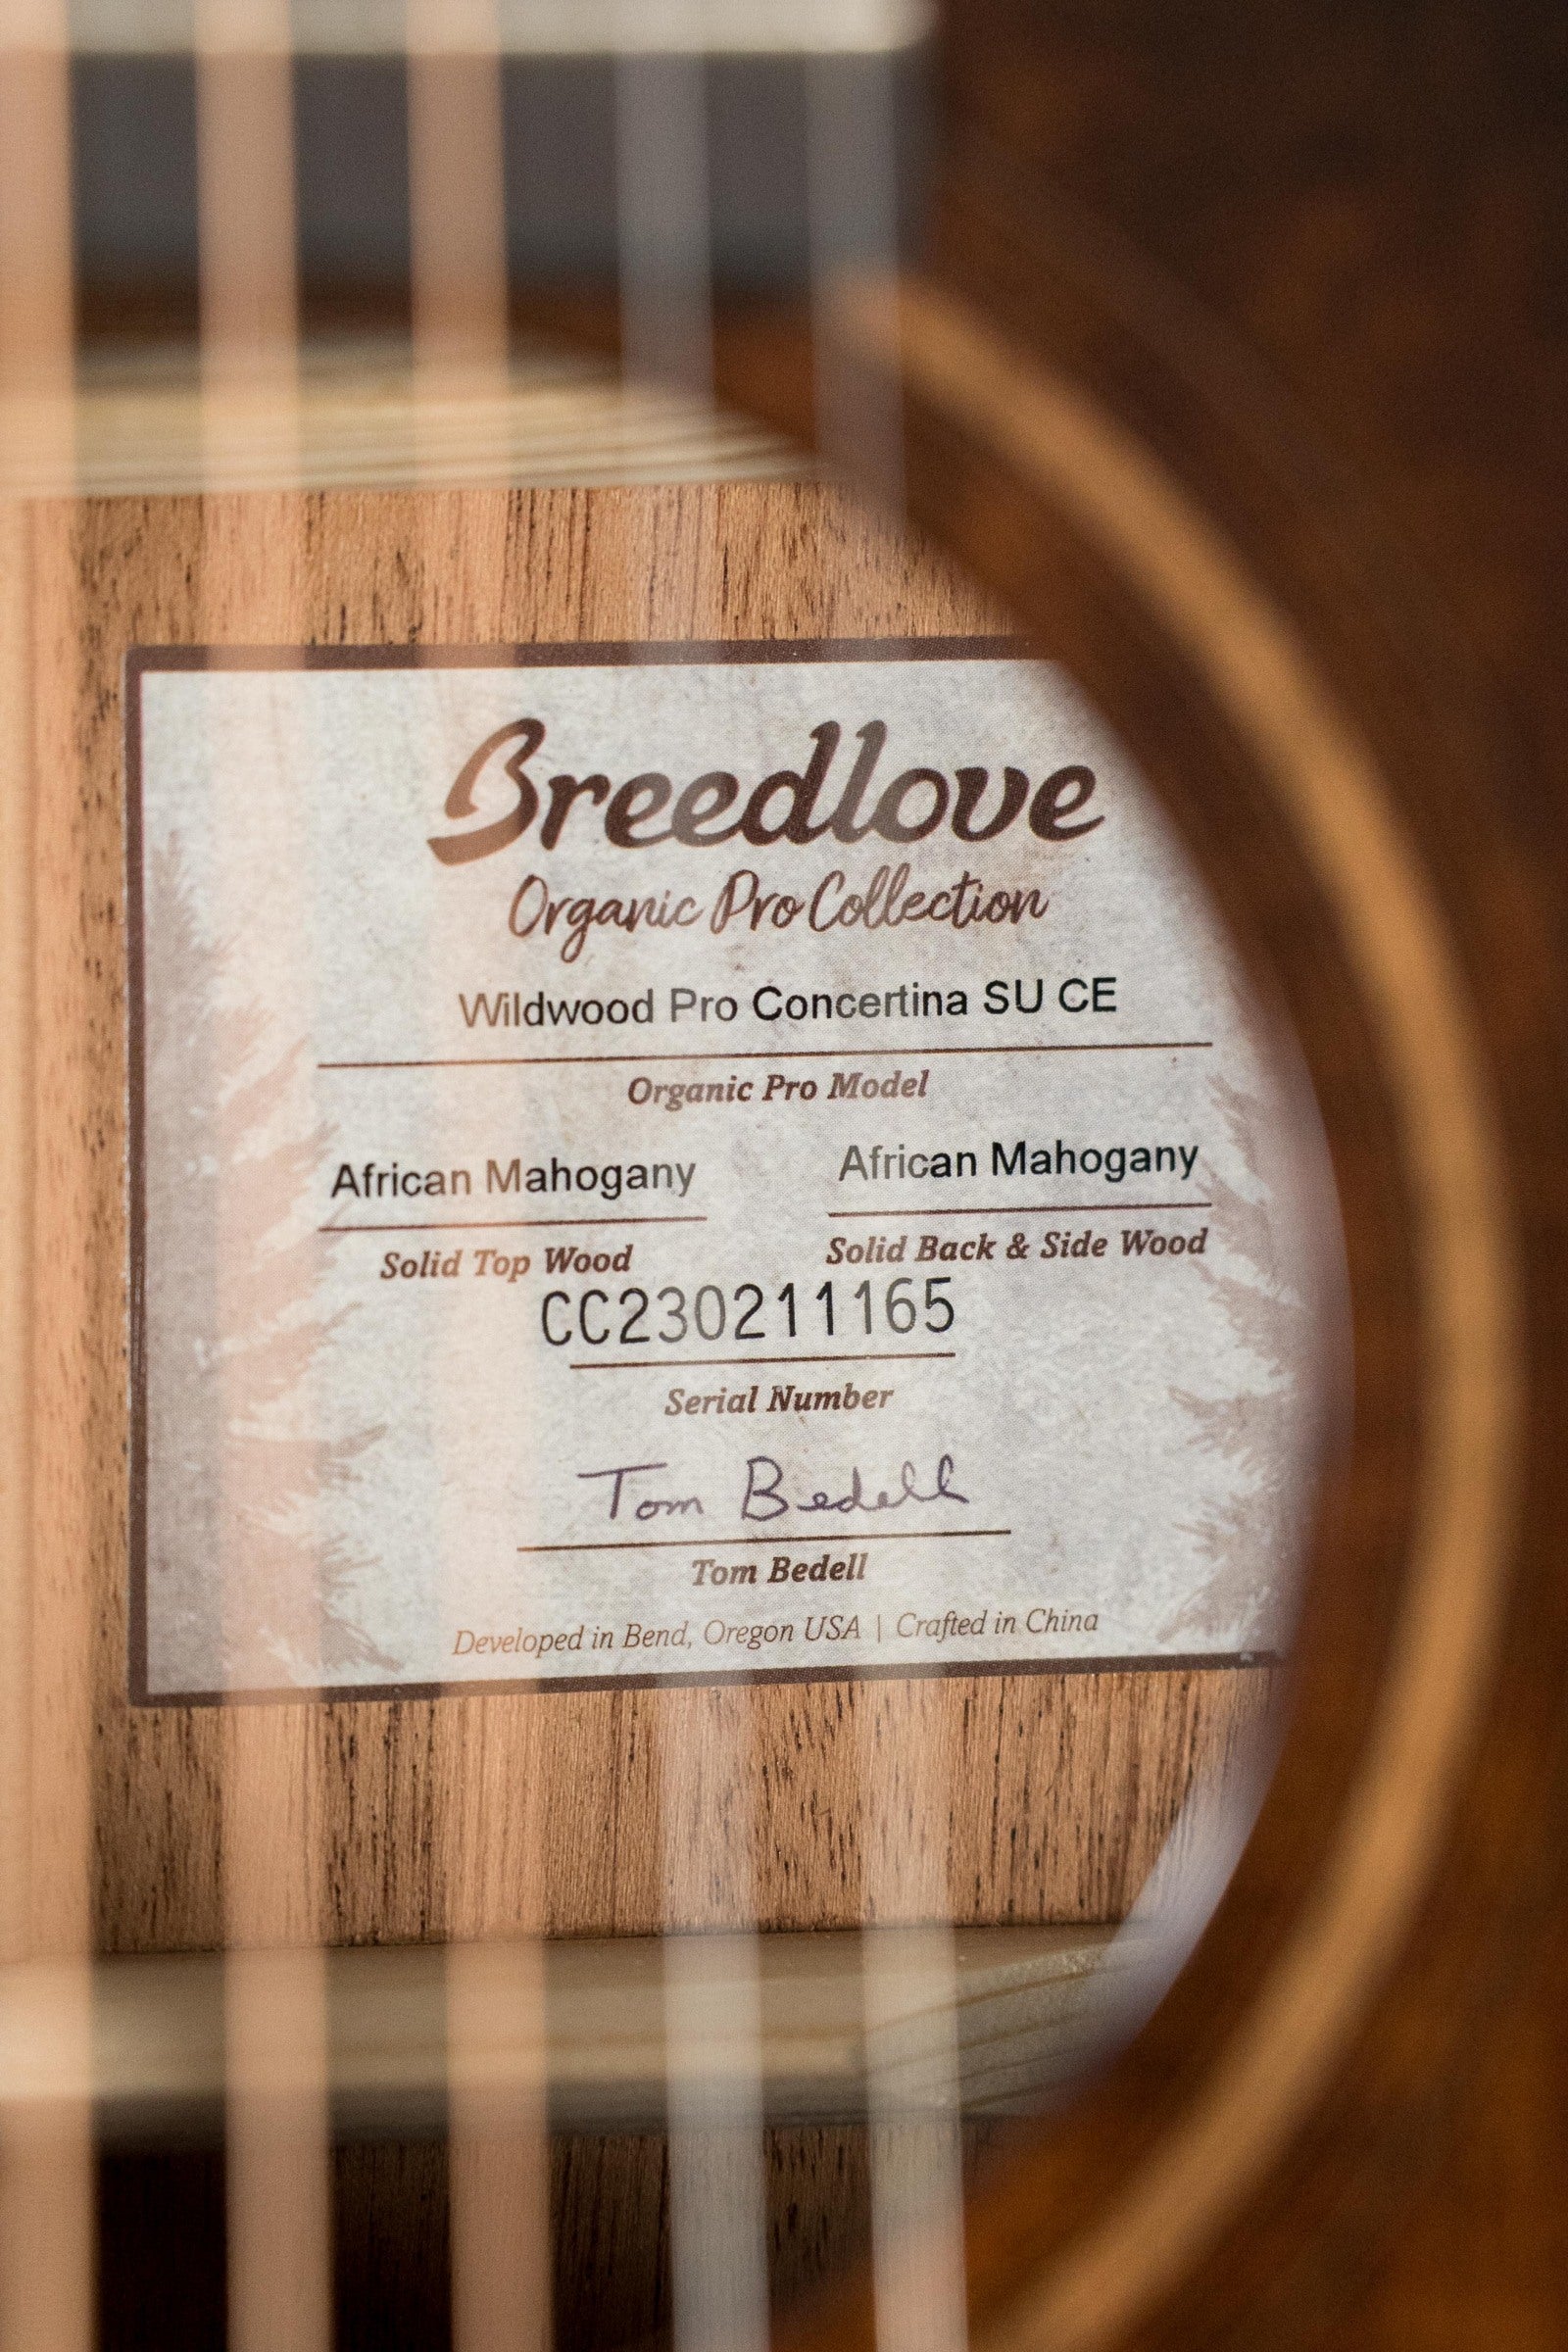 Breedlove
Organic Pro Collection
Wildwood Pro Concertina SU CE
Organic Pro Model
African Mahogany African Mahogany
Solid Top Wood Solid Back & Side Wood
CC230211165
Serial Number
Tom Bedell
Tom Bedell
Developed in Bend, Oregon USA | Crafted in China